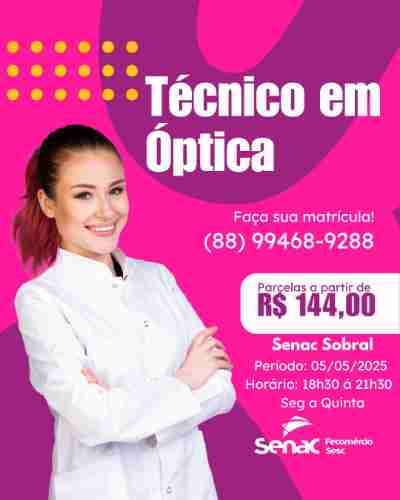 Técnico em
Óptica
Faça sua matrícula!
(88) 99468-9288
Parcelas a partir de
R$ 144,00
Senac Sobral
Período: 05/05/2025
Horário: 18h30 á 21h30
Seg a Quinta
Senac Fecomércio
Sesc